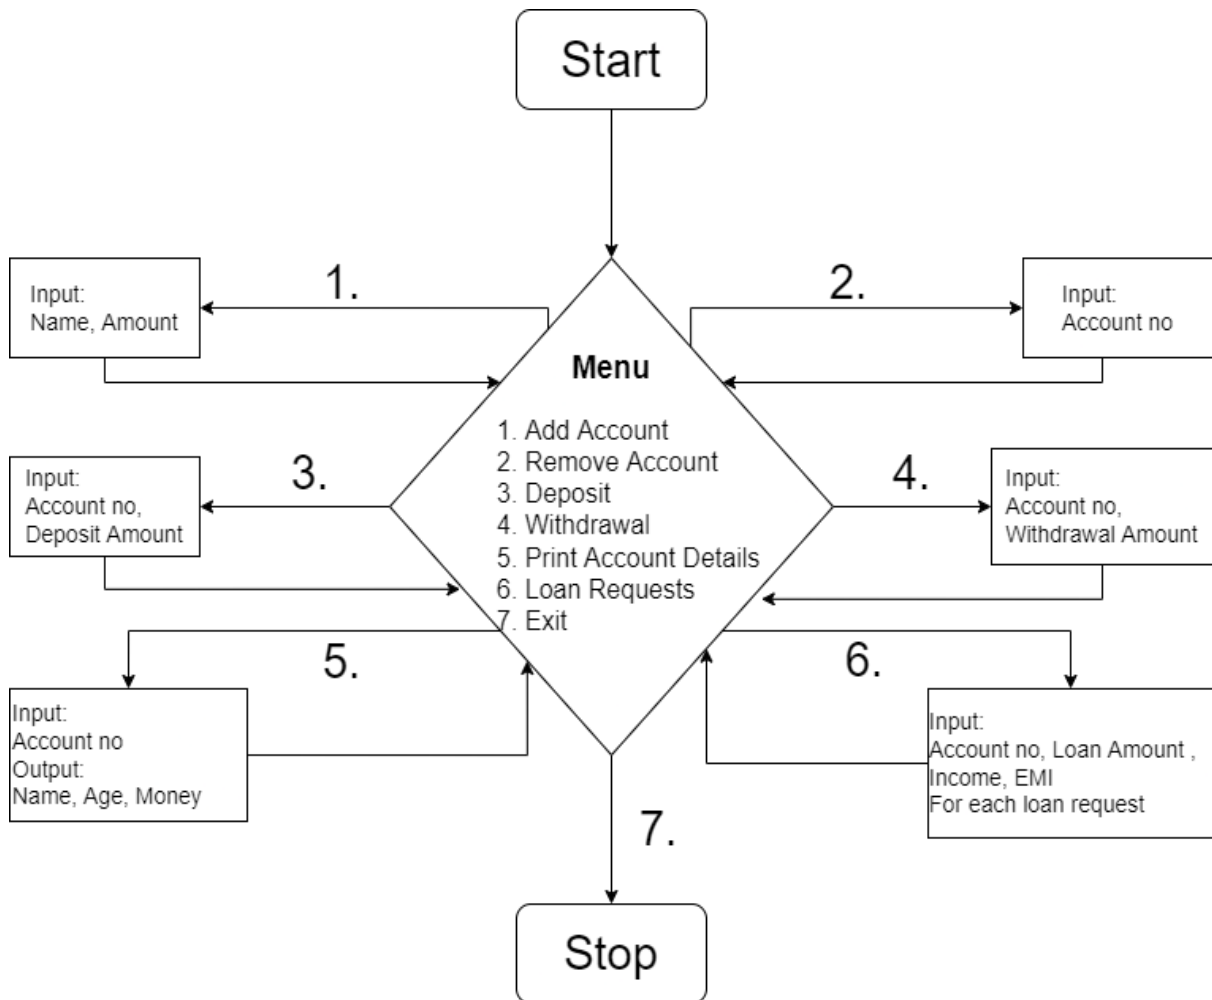 Start
1.
2.
Input:
Name, Amount
Input:
Account no
Menu
1. Add Account
2. Remove Account
3. Deposit
4. Withdrawal
5. Print Account Details
6. Loan Requests
7. Exit
3.
4.
Input:
Account no,
Deposit Amount
Input:
Account no,
Withdrawal Amount
5.
6.
Input:
Account no
Output:
Name, Age, Money
Input:
Account no, Loan Amount ,
Income, EMI
For each loan request
7.
Stop